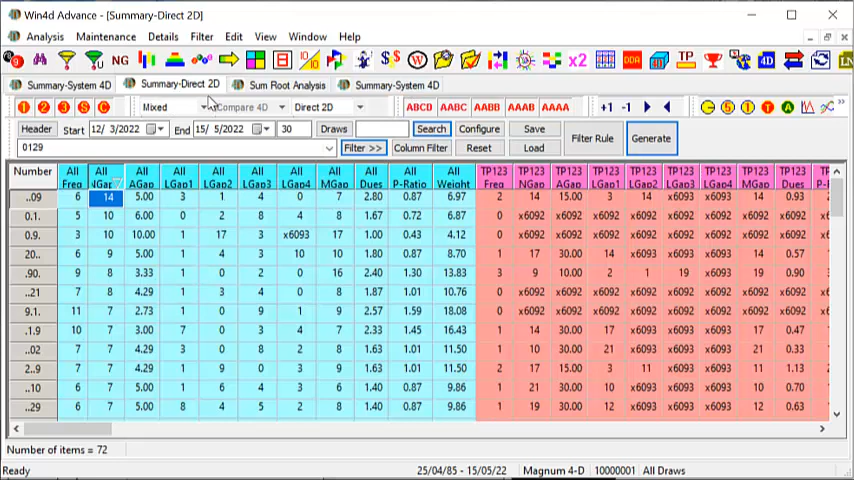 Win4d Advance - [Summary-Direct 2D]
Analysis Maintenance Details Filter Edit View Window Help
NG $$ W B 10/10 x2 DDA 4D TP 4D LN
Summary-System 4D Summary-Direct 2D Sum Root Analysis Summary-System 4D
1 2 3 S C Mixed Compare 4D Direct 2D ABCD AABC AABB AAAB AAAA +1 -1 5 1 T A
Header Start 12/ 3/2022 End 15/ 5/2022 30 Draws Search Configure Save Filter Rule Generate
0129 Filter >> Column Filter Reset Load
Number All Freq All NGap All AGap All LGap1 All LGap2 All LGap3 All LGap4 All MGap All Dues All P-Ratio All Weight TP123 Freq TP123 NGap TP123 AGap TP123 LGap1 TP123 LGap2 TP123 LGap3 TP123 LGap4 TP123 MGap TP123 Dues TP1 P-R
..09 6 14 5.00 3 1 4 0 7 2.80 0.87 6.97 2 14 15.00 3 14 x6093 x6093 14 0.93
0.1. 5 10 6.00 0 2 8 4 8 1.67 0.72 6.87 0 x6092 x6092 x6092 x6092 x6092 x6092 x6092 x6092 x6
0.9. 3 10 10.00 1 17 3 x6093 17 1.00 0.43 4.12 0 x6092 x6092 x6092 x6092 x6092 x6092 x6092 x6092 x6
20.. 6 9 5.00 1 4 3 10 10 1.80 0.87 8.70 1 17 30.00 14 x6093 x6093 x6093 17 0.57
.90. 8 9 3.33 1 0 2 0 16 2.40 1.30 13.83 3 9 10.00 2 1 19 x6093 19 0.90
..21 7 8 4.29 1 3 4 0 8 1.87 1.01 10.76 0 x6092 x6092 x6092 x6092 x6092 x6092 x6092 x6092 x6
9.1. 11 7 2.73 1 0 9 1 9 2.57 1.59 18.08 0 x6092 x6092 x6092 x6092 x6092 x6092 x6092 x6092 x6
.1.9 10 7 3.00 7 0 3 4 7 2.33 1.45 16.43 1 14 30.00 17 x6093 x6093 x6093 17 0.47
..02 7 7 4.29 3 0 8 2 8 1.63 1.01 11.50 1 10 30.00 21 x6093 x6093 x6093 21 0.33
2..9 7 7 4.29 1 9 0 3 9 1.63 1.01 11.50 2 17 15.00 3 11 x6093 x6093 11 1.13
..10 6 7 5.00 1 6 4 3 6 1.40 0.87 9.86 1 21 30.00 10 x6093 x6093 x6093 10 0.70
..29 6 7 5.00 8 4 5 2 8 1.40 0.87 9.86 1 19 30.00 12 x6093 x6093 x6093 12 0.63
Number of items = 72
Ready 25/04/85 - 15/05/22 Magnum 4-D 10000001 All Draws